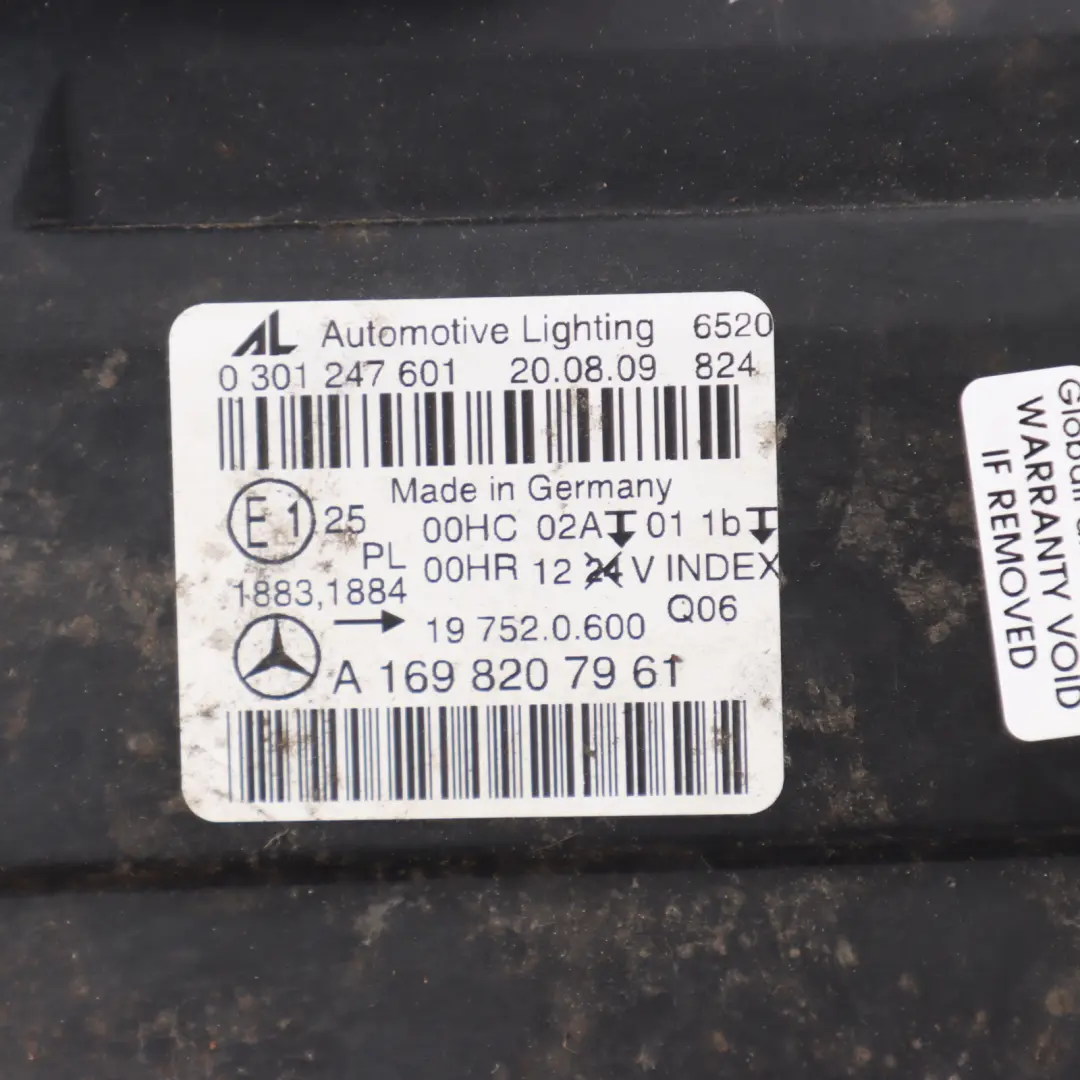 AL Automotive Lighting 6520
0 301 247 601 20.08.09 824
Made in Germany
E1 25 00HC 02A 01 1b
PL 00HR 12 24 V INDEX
1883,1884 Q06
19 752.0.600
A 169 820 79 61
WARRANTY VOID
IF REMOVED